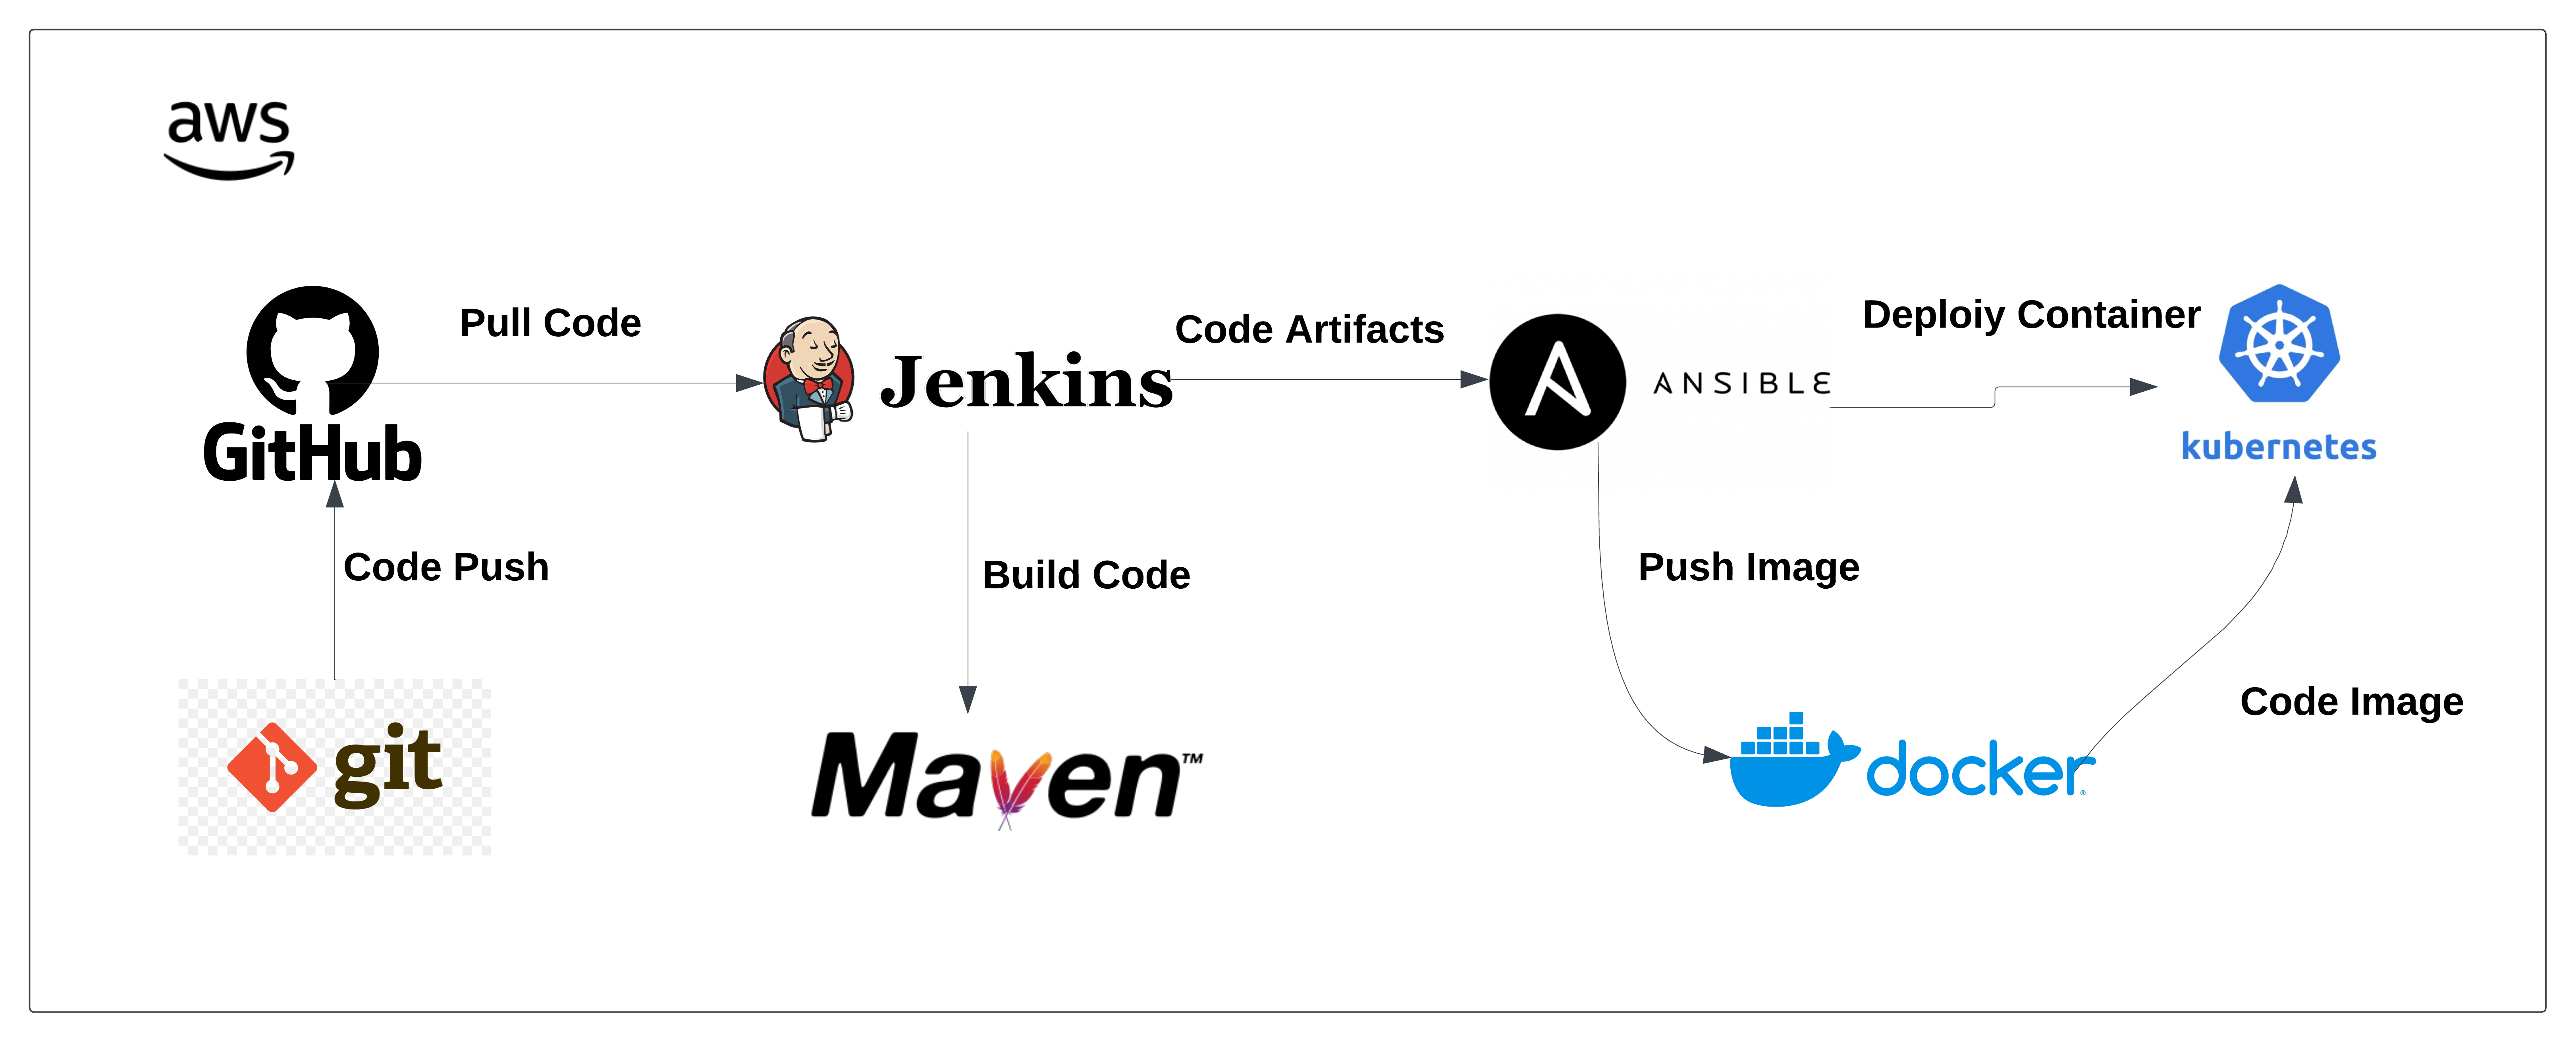 aws
Pull Code
Code Artifacts
Deploiy Container
GitHub
Jenkins
ANSIBLE
kubernetes
Code Push
Build Code
Push Image
Code Image
git
Maven™
docker®